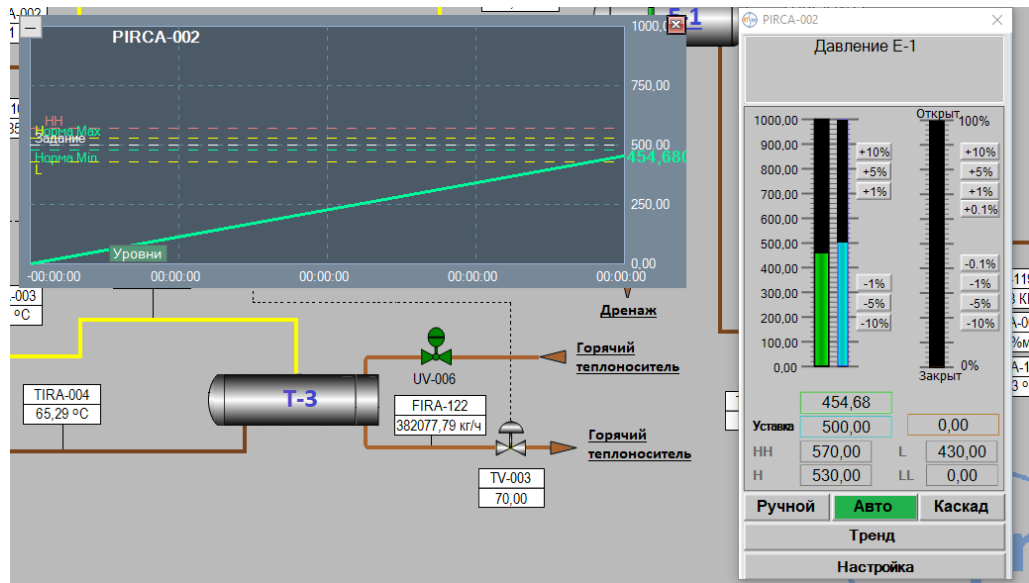 PIRCA-002
1000,0
750,00
500,00
250,00
0,00
HH
Норма Max
Задание
Норма Min
L
454,680
Уровни
-00:00:00
00:00:00
00:00:00
00:00:00
00:00:00
E-1
-003
ºC
Дренаж
TIRA-004
65,29 ºC
T-3
UV-006
Горячий
теплоноситель
FIRA-122
382077,79 кг/ч
Горячий
теплоноситель
TV-003
70,00
PIRCA-002
Давление E-1
Открыт
1000,00
100%
900,00
800,00
700,00
600,00
500,00
400,00
300,00
200,00
100,00
0,00
+10%
+5%
+1%
-1%
-5%
-10%
+10%
+5%
+1%
+0.1%
-0.1%
-1%
-5%
-10%
0%
Закрыт
454,68
Уставка
500,00
0,00
HH
570,00
L
430,00
H
530,00
LL
0,00
Ручной
Авто
Каскад
Тренд
Настройка